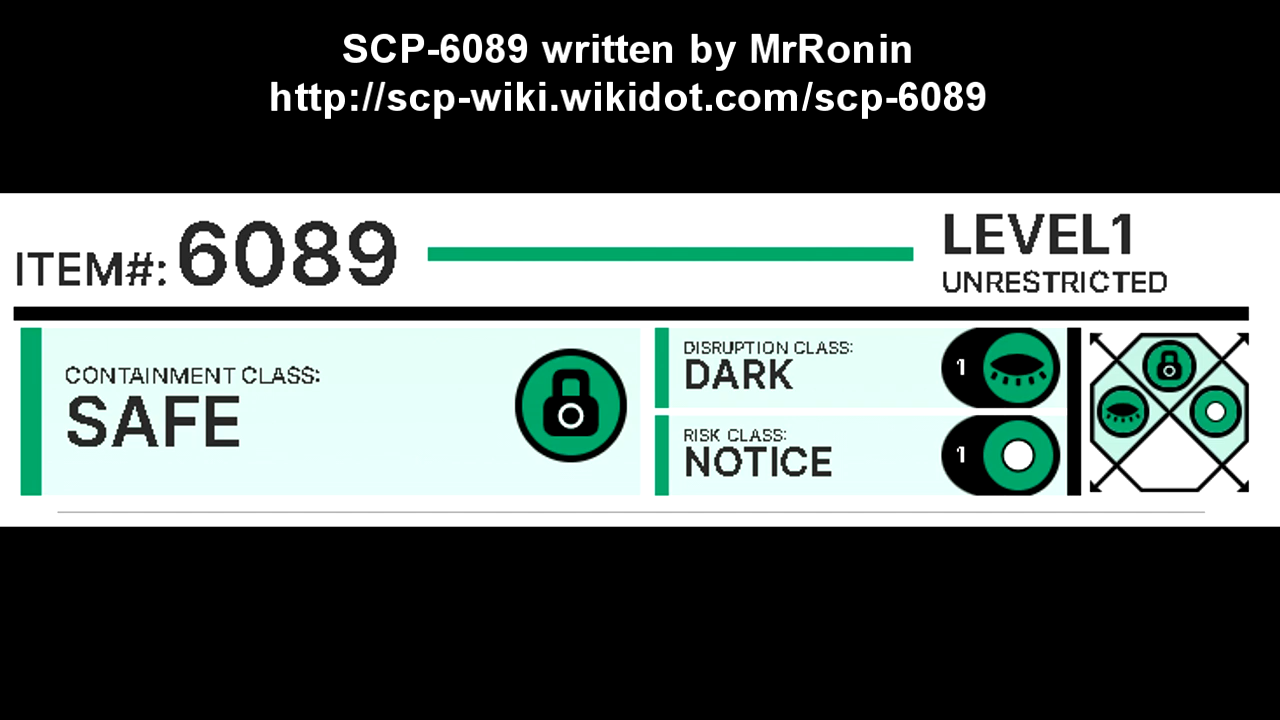 SCP-6089 written by MrRonin
http://scp-wiki.wikidot.com/scp-6089
ITEM#: 6089
LEVEL1
UNRESTRICTED
CONTAINMENT CLASS:
SAFE
DISRUPTION CLASS:
DARK
1
RISK CLASS:
NOTICE
1